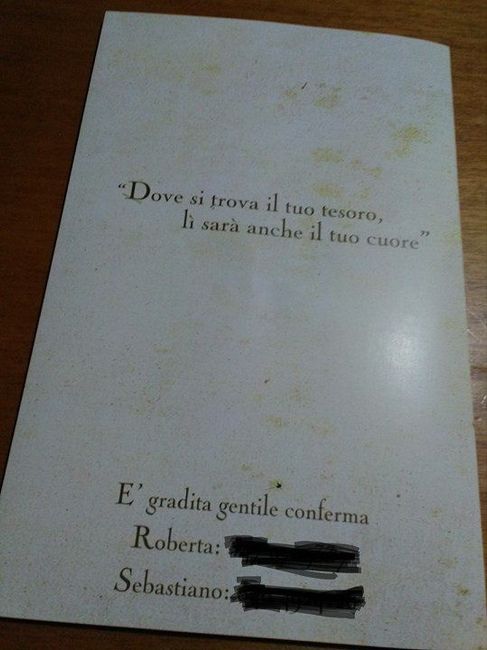 “Dove si trova il tuo tesoro,
lì sarà anche il tuo cuore”
E’ gradita gentile conferma
Roberta:
Sebastiano: